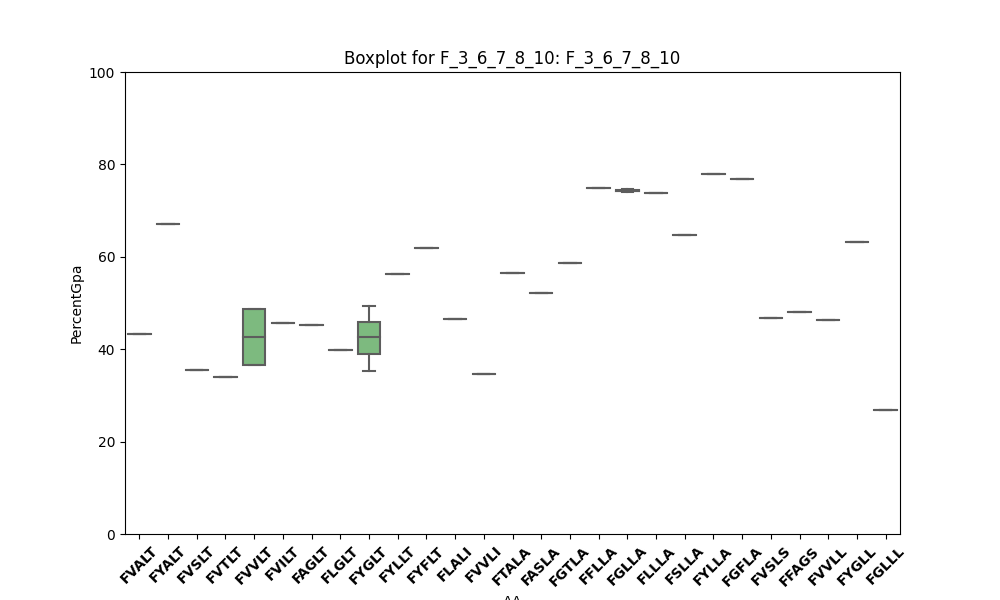 Boxplot for F_3_6_7_8_10: F_3_6_7_8_10
100
80
60
40
20
0
PercentGpa
FVALT
FYALT
FVSLT
FVTLT
FVVLT
FVILT
FAGLT
FLGLT
FYGLT
FYLLT
FYFLT
FLALI
FVVLI
FTALA
FASLA
FGTLA
FFLLA
FGLLA
FLLLA
FSLLA
FYLLA
FGFLA
FVSLS
FFAGS
FVVLL
FYGLL
FGLLL
AA